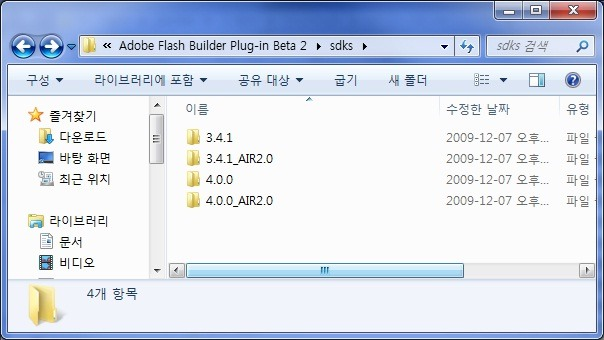 « Adobe Flash Builder Plug-in Beta 2 ▸ sdks ▸ sdks 검색
구성 라이브러리에 포함 공유 대상 굽기 새 폴더
이름 수정한 날짜 유형
즐겨찾기
다운로드
바탕 화면
최근 위치
라이브러리
문서
비디오
3.4.1 2009-12-07 오후... 파일
3.4.1_AIR2.0 2009-12-07 오후... 파일
4.0.0 2009-12-07 오후... 파일
4.0.0_AIR2.0 2009-12-07 오후... 파일
4개 항목